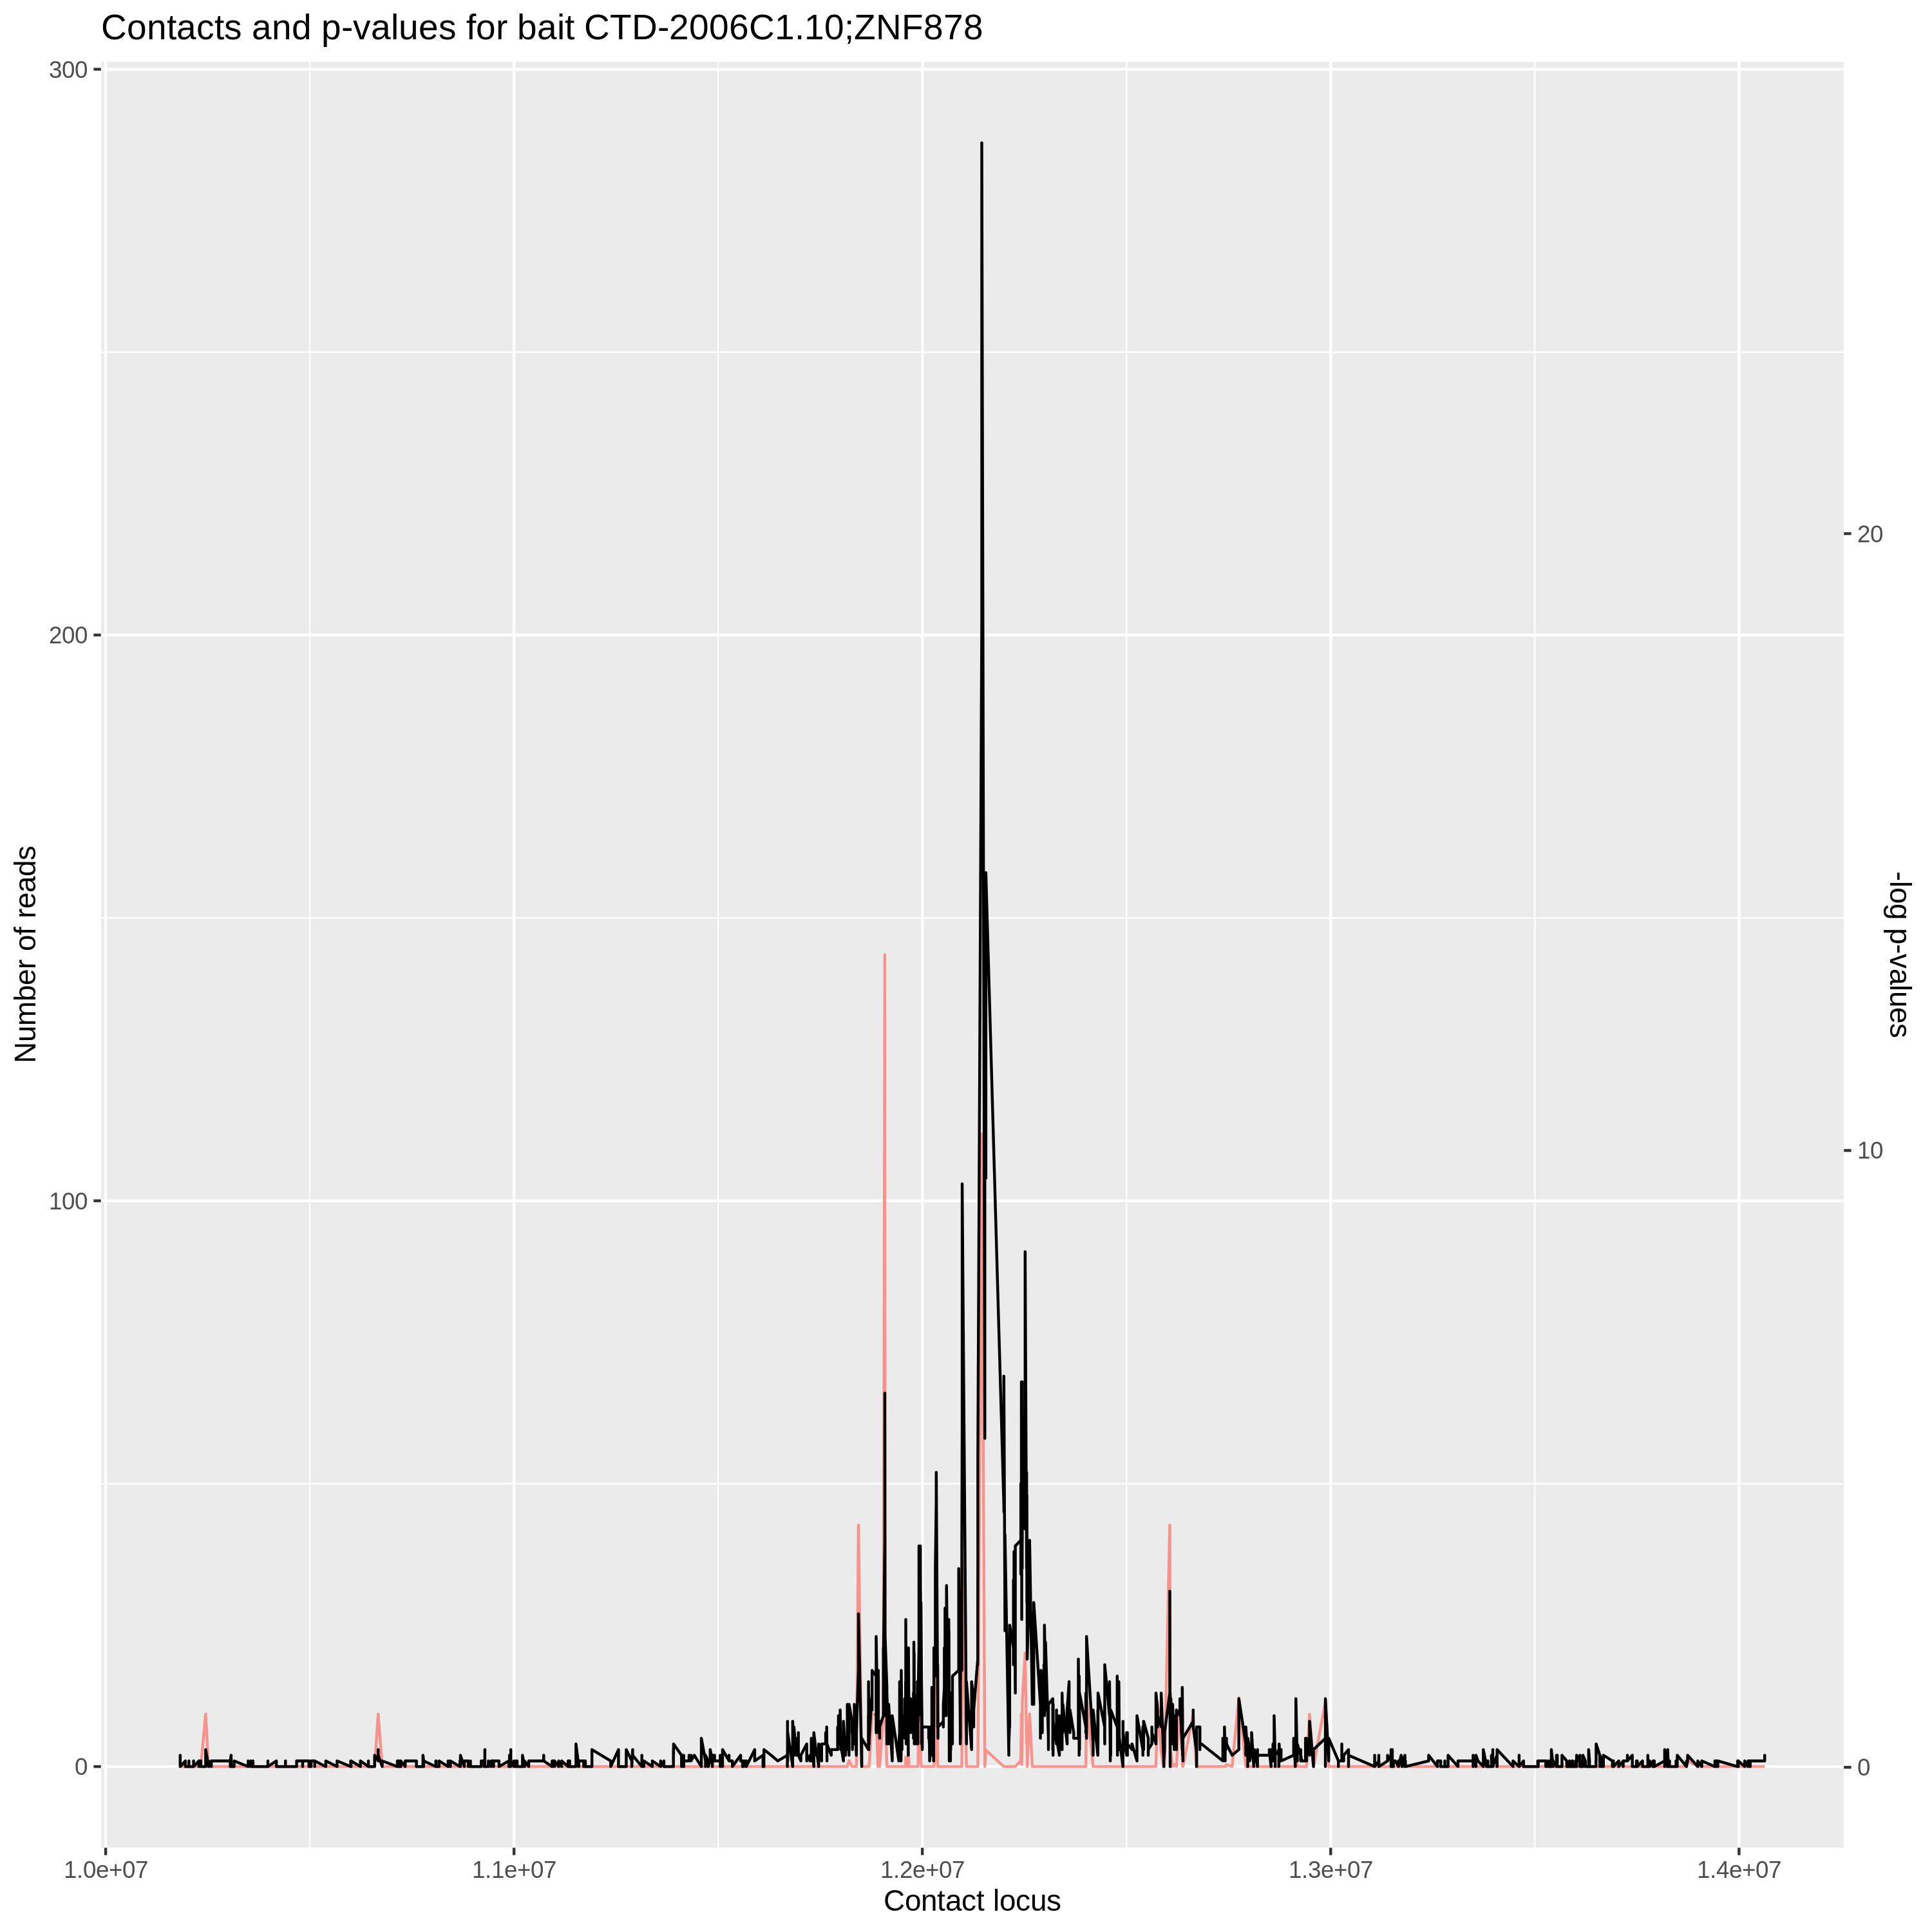 Contacts and p-values for bait CTD-2006C1.10;ZNF878
300
200
100
0
Number of reads
20
10
0
-log p-values
1.0e+07
1.1e+07
1.2e+07
1.3e+07
1.4e+07
Contact locus